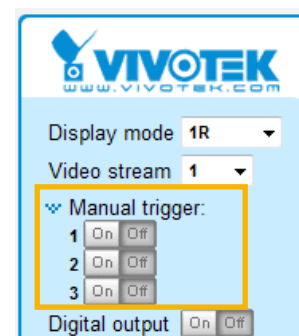 VIVOTEK
www.vivotek.com
Display mode 1R
Video stream 1
Manual trigger:
1 On Off
2 On Off
3 On Off
Digital output On Off